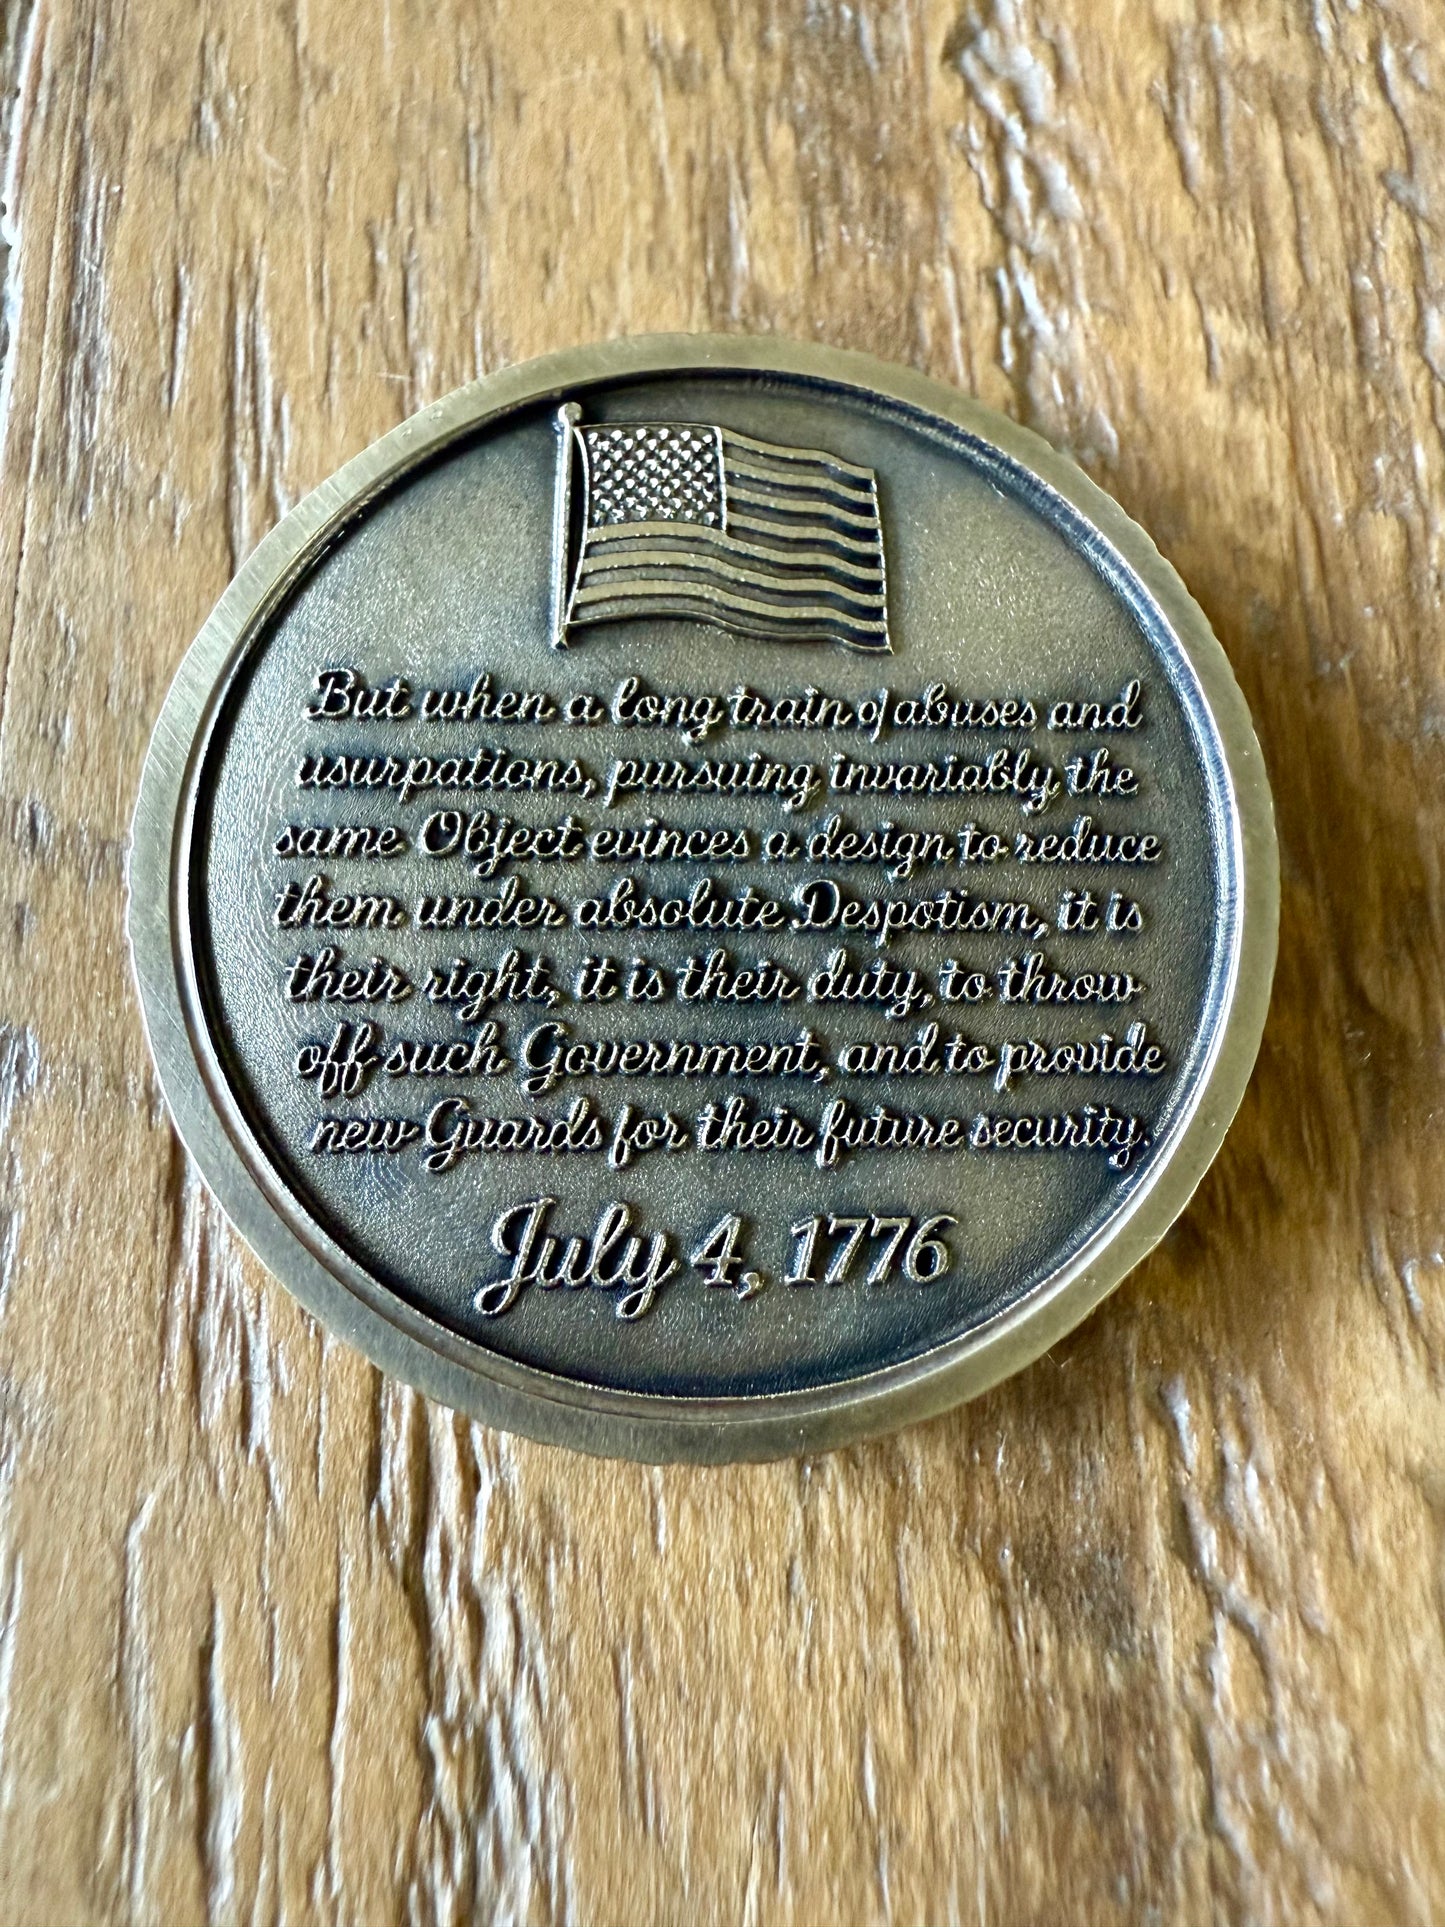 But when a long train of abuses and
usurpations, pursuing invariably the
same Object evinces a design to reduce
them under absolute Despotism, it is
their right, it is their duty, to throw
off such Government, and to provide
new Guards for their future security.
July 4, 1776